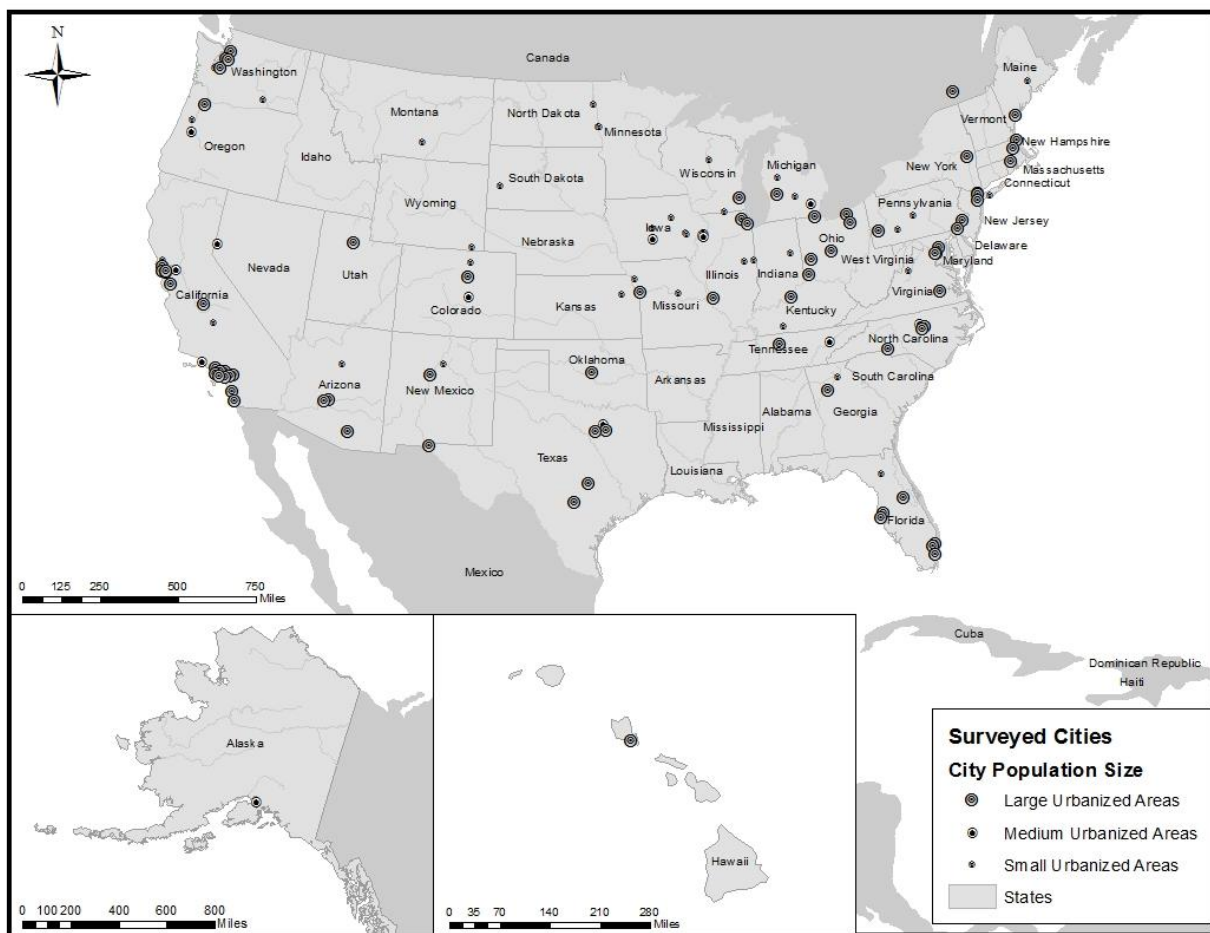 N
Canada
Washington
Maine
Montana
North Dakota
Minnesota
Vermont
Oregon
Idaho
Wisconsin
Michigan
New York
New Hampshire
Massachusetts
Connecticut
South Dakota
Wyoming
Iowa
Pennsylvania
New Jersey
Nebraska
Ohio
Delaware
Nevada
Utah
Illinois
Indiana
West Virginia
Maryland
California
Colorado
Kansas
Missouri
Kentucky
Virginia
Oklahoma
Tennessee
North Carolina
Arizona
New Mexico
Arkansas
South Carolina
Mississippi
Alabama
Georgia
Texas
Louisiana
Florida
Mexico
0 125 250 500 750
Miles
Cuba
Dominican Republic
Haiti
Alaska
Hawaii
0 100 200 400 600 800
Miles
0 35 70 140 210 280
Miles
Surveyed Cities
City Population Size
Large Urbanized Areas
Medium Urbanized Areas
Small Urbanized Areas
States